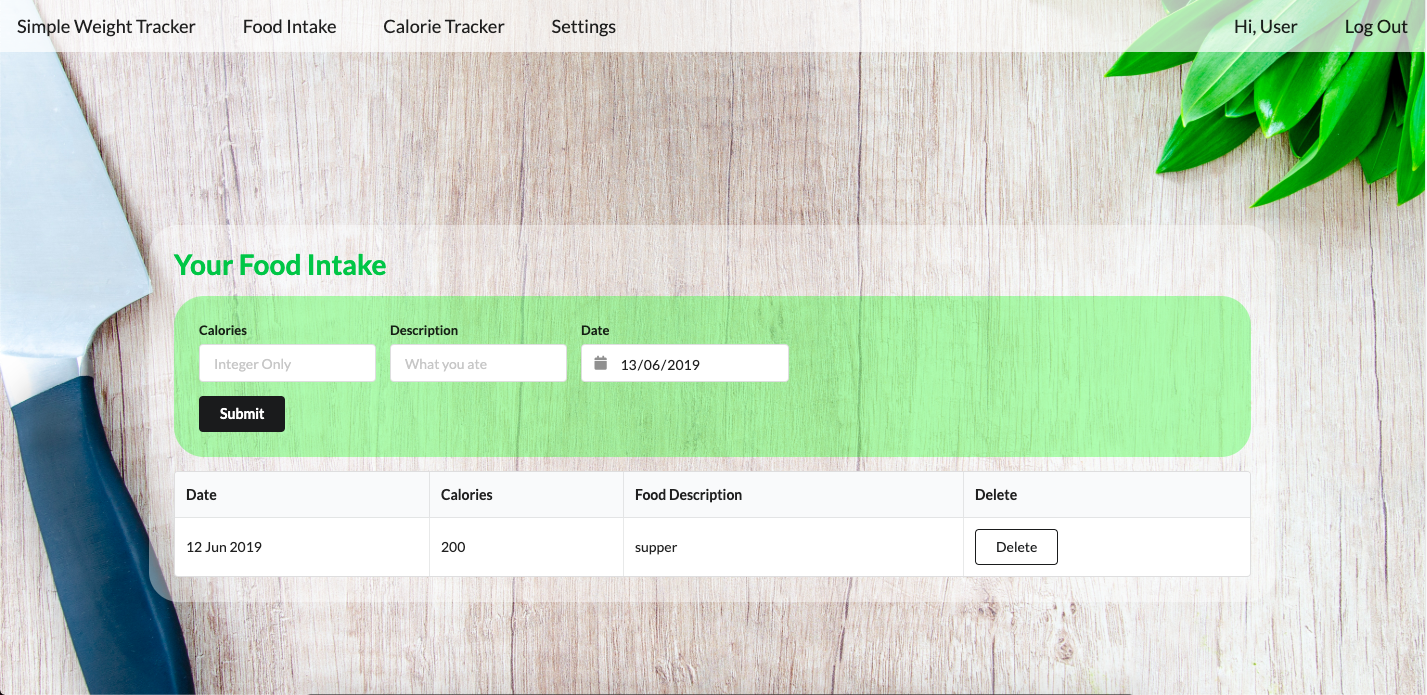 Simple Weight Tracker Food Intake Calorie Tracker Settings Hi, User Log Out
Your Food Intake
Calories Description Date
Integer Only What you ate 13/06/2019
Submit
Date Calories Food Description Delete
12 Jun 2019 200 supper Delete